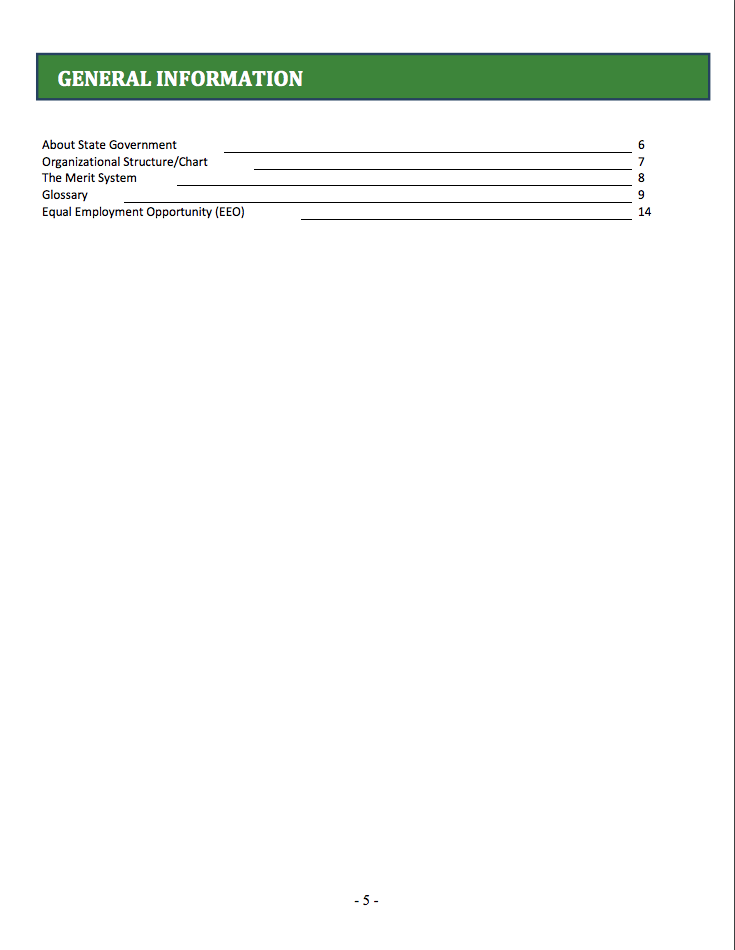 GENERAL INFORMATION
About State Government 6
Organizational Structure/Chart 7
The Merit System 8
Glossary 9
Equal Employment Opportunity (EEO) 14
- 5 -